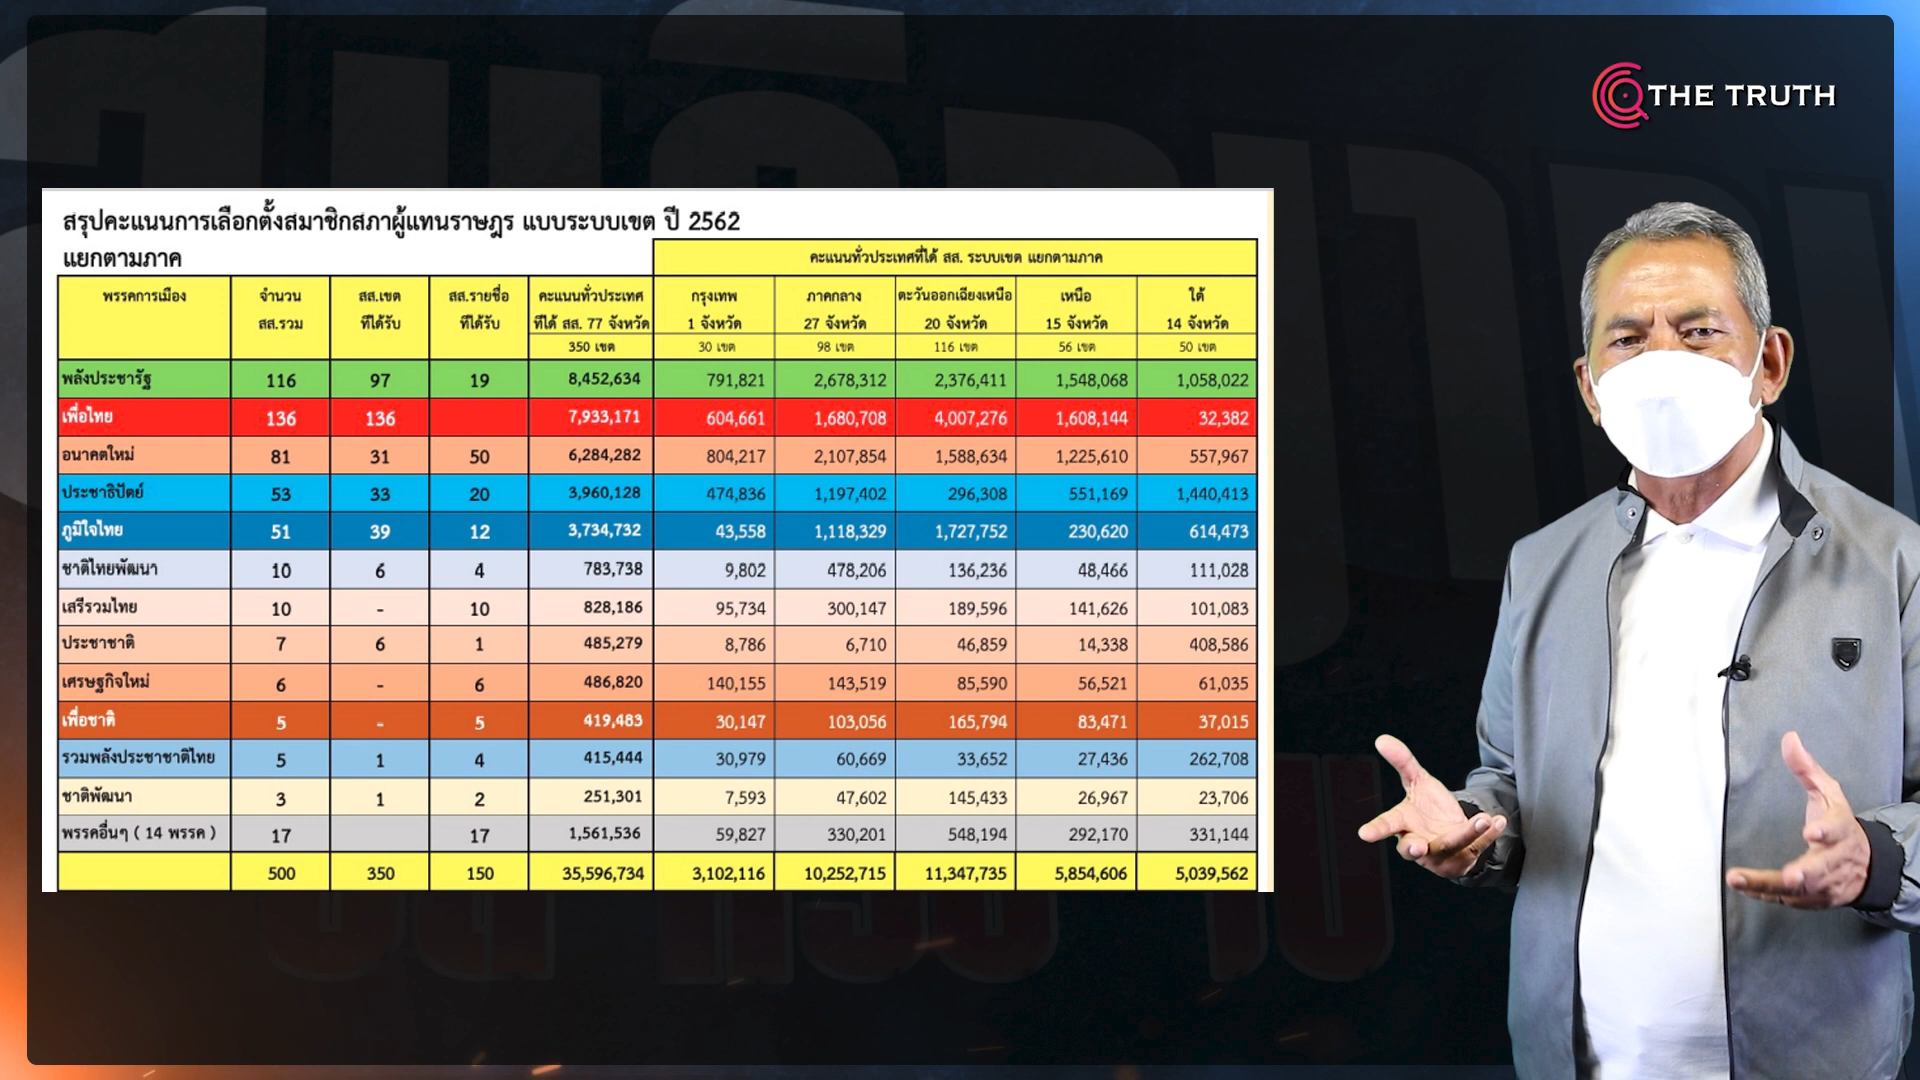 THE TRUTH
สรุปคะแนนการเลือกตั้งสมาชิกสภาผู้แทนราษฎร แบบระบบเขต ปี 2562
แยกตามภาค
คะแนนทั่วประเทศที่ได้ สส. ระบบเขต แยกตามภาค
พรรคการเมือง จำนวน สส.เขต สส.รายชื่อ คะแนนทั่วประเทศ กรุงเทพ ภาคกลาง ตะวันออกเฉียงเหนือ เหนือ ใต้
สส.รวม ที่ได้รับ ที่ได้รับ ที่ได้ สส. 77 จังหวัด 1 จังหวัด 27 จังหวัด 20 จังหวัด 15 จังหวัด 14 จังหวัด
350 เขต 30 เขต 98 เขต 116 เขต 56 เขต 50 เขต
พลังประชารัฐ 116 97 19 8,452,634 791,821 2,678,312 2,376,411 1,548,068 1,058,022
เพื่อไทย 136 136 7,933,171 604,661 1,680,708 4,007,276 1,608,144 32,382
อนาคตใหม่ 81 31 50 6,284,282 804,217 2,107,854 1,588,634 1,225,610 557,967
ประชาธิปัตย์ 53 33 20 3,960,128 474,836 1,197,402 296,308 551,169 1,440,413
ภูมิใจไทย 51 39 12 3,734,732 43,558 1,118,329 1,727,752 230,620 614,473
ชาติไทยพัฒนา 10 6 4 783,738 9,802 478,206 136,236 48,466 111,028
เสรีรวมไทย 10 - 10 828,186 95,734 300,147 189,596 141,626 101,083
ประชาชาติ 7 6 1 485,279 8,786 6,710 46,859 14,338 408,586
เศรษฐกิจใหม่ 6 - 6 486,820 140,155 143,519 85,590 56,521 61,035
เพื่อชาติ 5 - 5 419,483 30,147 103,056 165,794 83,471 37,015
รวมพลังประชาชาติไทย 5 1 4 415,444 30,979 60,669 33,652 27,436 262,708
ชาติพัฒนา 3 1 2 251,301 7,593 47,602 145,433 26,967 23,706
พรรคอื่นๆ ( 14 พรรค ) 17 17 1,561,536 59,827 330,201 548,194 292,170 331,144
500 350 150 35,596,734 3,102,116 10,252,715 11,347,735 5,854,606 5,039,562